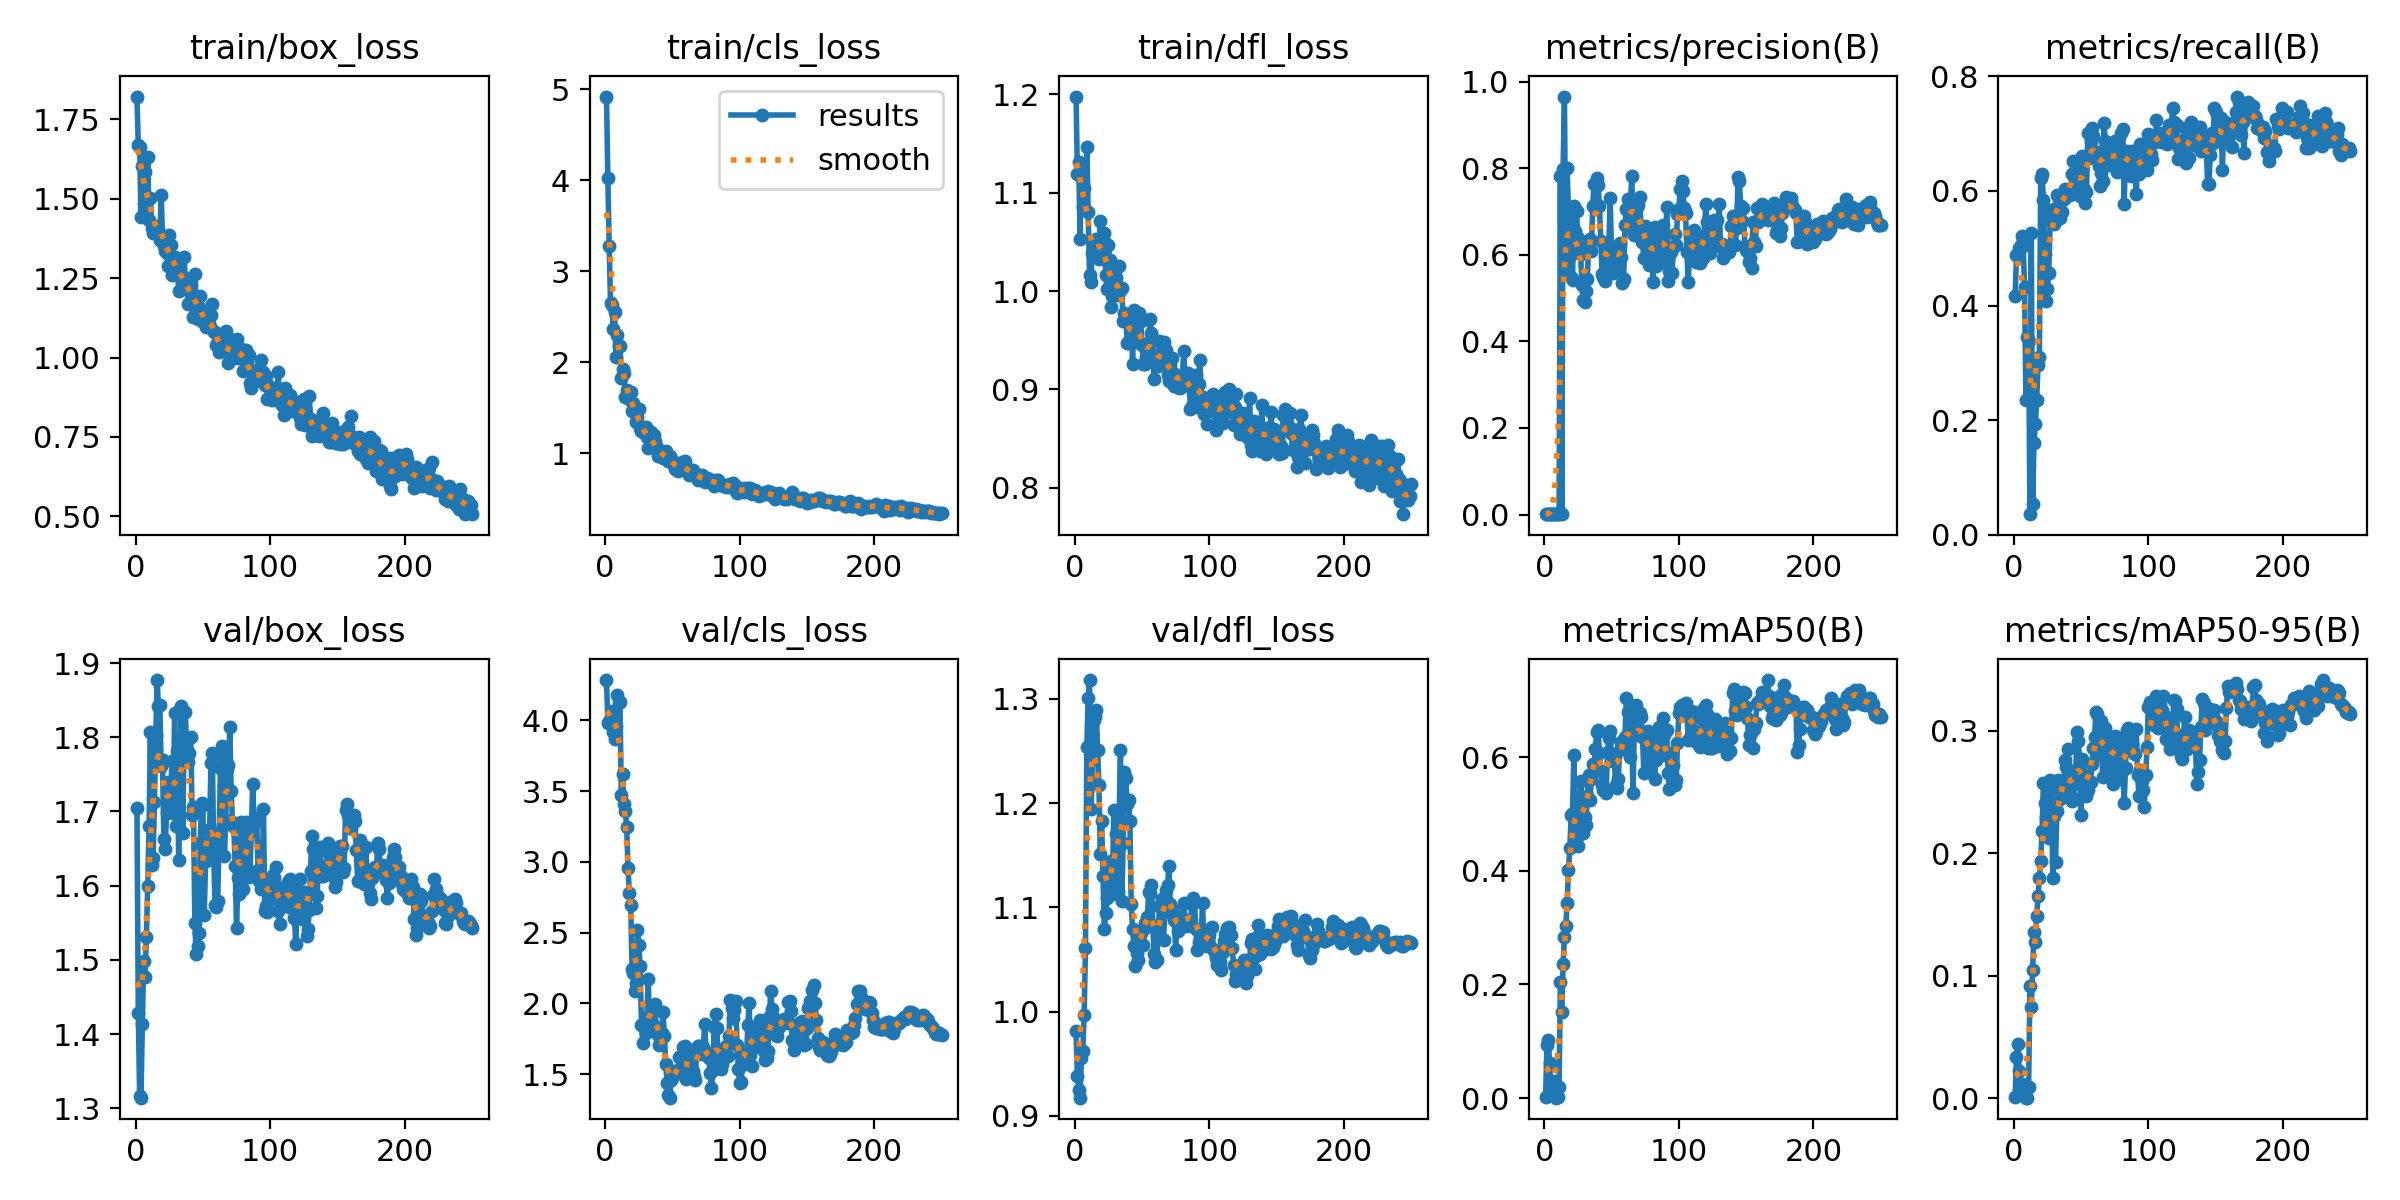 train/box_loss
1.75
1.50
1.25
1.00
0.75
0.50
0 100 200
train/cls_loss
results
smooth
5
4
3
2
1
0 100 200
train/dfl_loss
1.2
1.1
1.0
0.9
0.8
0 100 200
metrics/precision(B)
1.0
0.8
0.6
0.4
0.2
0.0
0 100 200
metrics/recall(B)
0.8
0.6
0.4
0.2
0.0
0 100 200
val/box_loss
1.9
1.8
1.7
1.6
1.5
1.4
1.3
0 100 200
val/cls_loss
4.0
3.5
3.0
2.5
2.0
1.5
0 100 200
val/dfl_loss
1.3
1.2
1.1
1.0
0.9
0 100 200
metrics/mAP50(B)
0.6
0.4
0.2
0.0
0 100 200
metrics/mAP50-95(B)
0.3
0.2
0.1
0.0
0 100 200